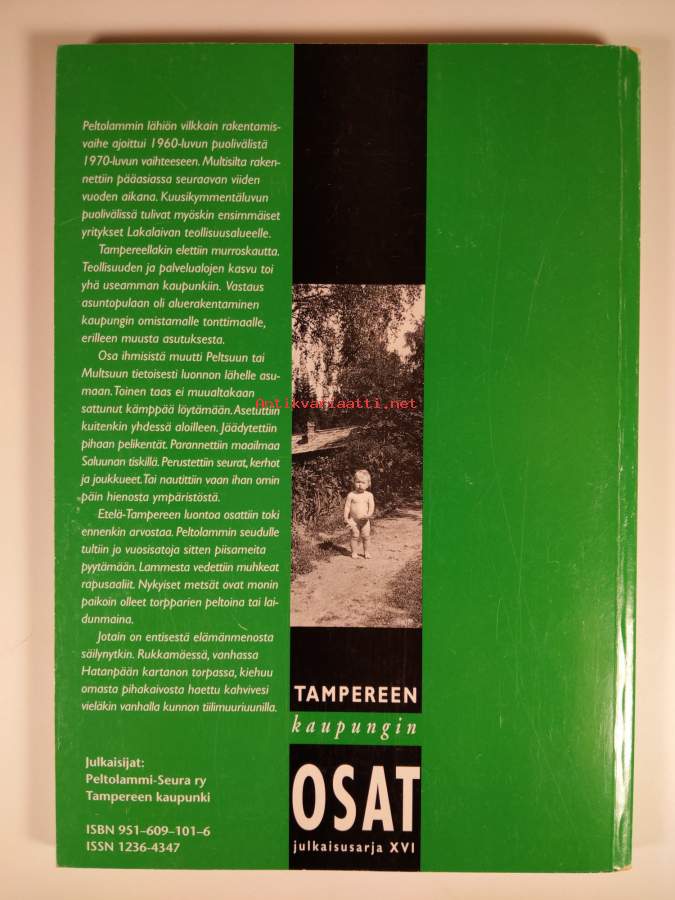 Peltolammin lähiön vilkkain rakentamis-
vaihe ajoittui 1960-luvun puolivälistä
1970-luvun vaihteeseen. Multisilta raken-
nettiin pääasiassa seuraavan viiden
vuoden aikana. Kuusikymmentäluvun
puolivälissä tulivat myöskin ensimmäiset
yritykset Lakalaivan teollisuusalueelle.
Tampereellakin elettiin murroskautta.
Teollisuuden ja palvelualojen kasvu toi
yhä useamman kaupunkiin. Vastaus
asuntopulaan oli aluerakentaminen
kaupungin omistamalle tonttimaalle,
erilleen muusta asutuksesta.
Osa ihmisistä muutti Peltsuun tai
Multsuun tietoisesti luonnon lähelle asu-
maan. Toinen taas ei muualtakaan
sattunut kämppää löytämään. Asetuttiin
kuitenkin yhdessä aloilleen. Jäädytettiin
pihaan pelikentät. Parannettiin maailmaa
Saluunan tiskillä. Perustettiin seurat, kerhot
ja joukkueet. Tai nautittiin vaan ihan omin
päin hienosta ympäristöstä.
Etelä-Tampereen luontoa osattiin toki
ennenkin arvostaa. Peltolammin seudulle
tultiin jo vuosisatoja sitten piisameita
pyytämään. Lammesta vedettiin muhkeat
rapusaaliit. Nykyiset metsät ovat monin
paikoin olleet torpparien peltoina tai lai-
dunmaina.
Jotain on entisestä elämänmenosta
säilynytkin. Rukkamäessä, vanhassa
Hatanpään kartanon torpassa, kiehuu
omasta pihakaivosta haettu kahvivesi
vieläkin vanhalla kunnon tiilimuuriuunilla.
Julkaisijat:
Peltolammi-Seura ry
Tampereen kaupunki
ISBN 951-609-101-6
ISSN 1236-4347
Antikvariaatti.net
TAMPEREEN
kaupungin
OSAT
julkaisusarja XVI